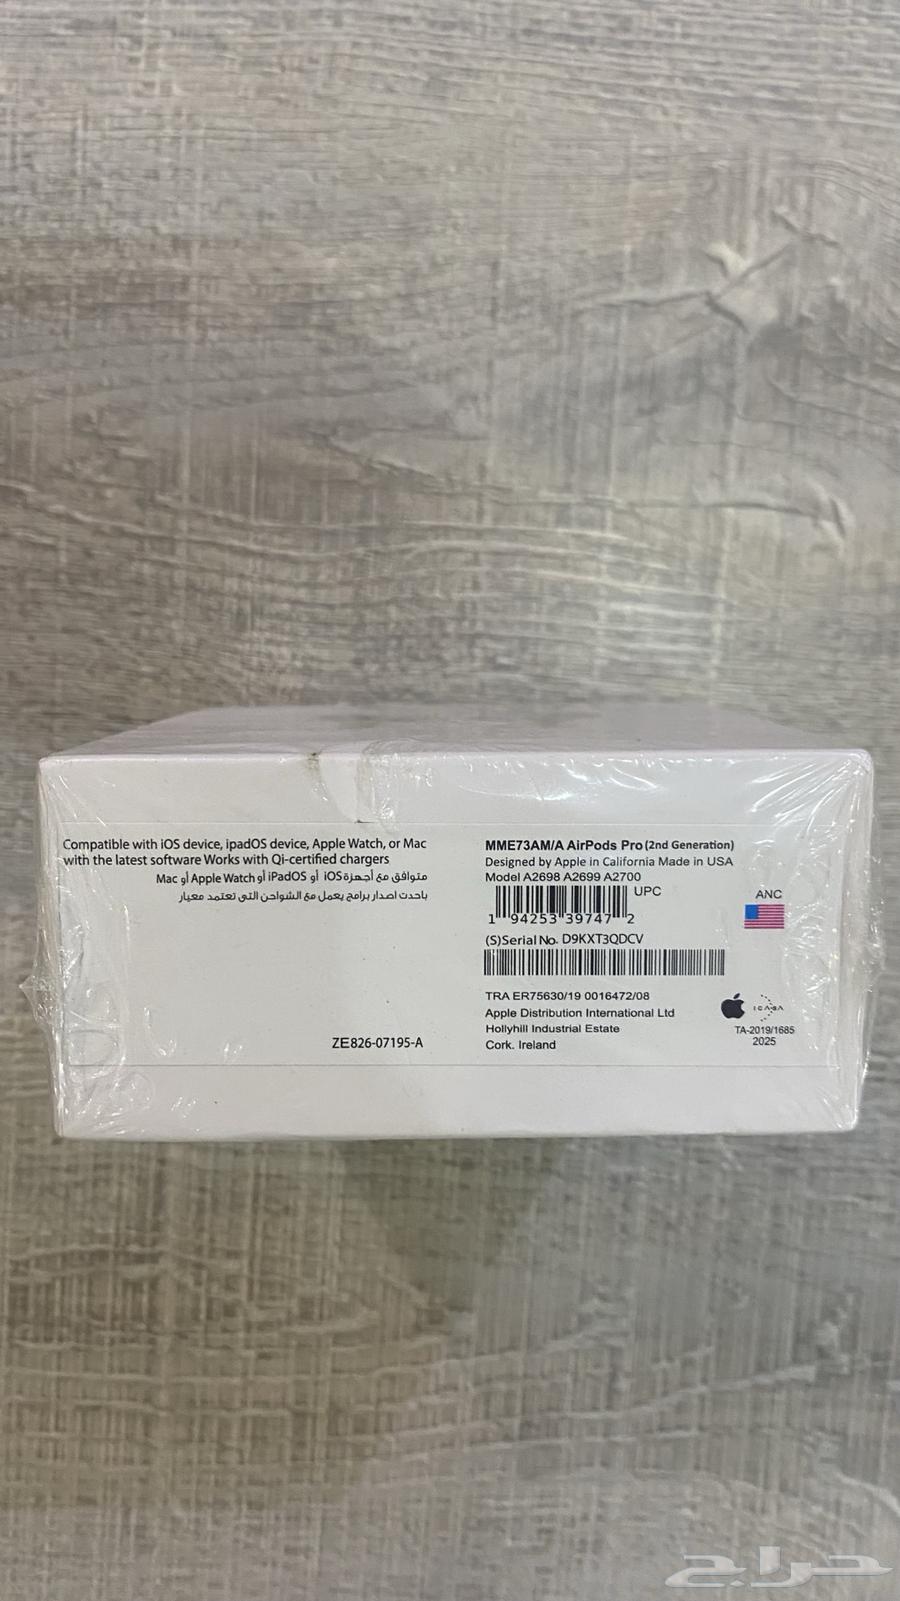 Compatible with iOS device, ipadOS device, Apple Watch, or Mac
with the latest software Works with Qi-certified chargers
متوافق مع أجهزة iOS أو iPadOS أو Apple Watch أو Mac
باحدت اصدار برامج يعمل مع الشواحن التي تعتمد معيار
ZE826-07195-A
MME73AM/A AirPods Pro (2nd Generation)
Designed by Apple in California Made in USA
Model A2698 A2699 A2700
UPC
1 94253 39747 2
(S)Serial No. D9KXT3QDCV
TRA ER75630/19 0016472/08
Apple Distribution International Ltd
Hollyhill Industrial Estate
Cork. Ireland
ANC
ICASA
TA-2019/1685
2025
حراج